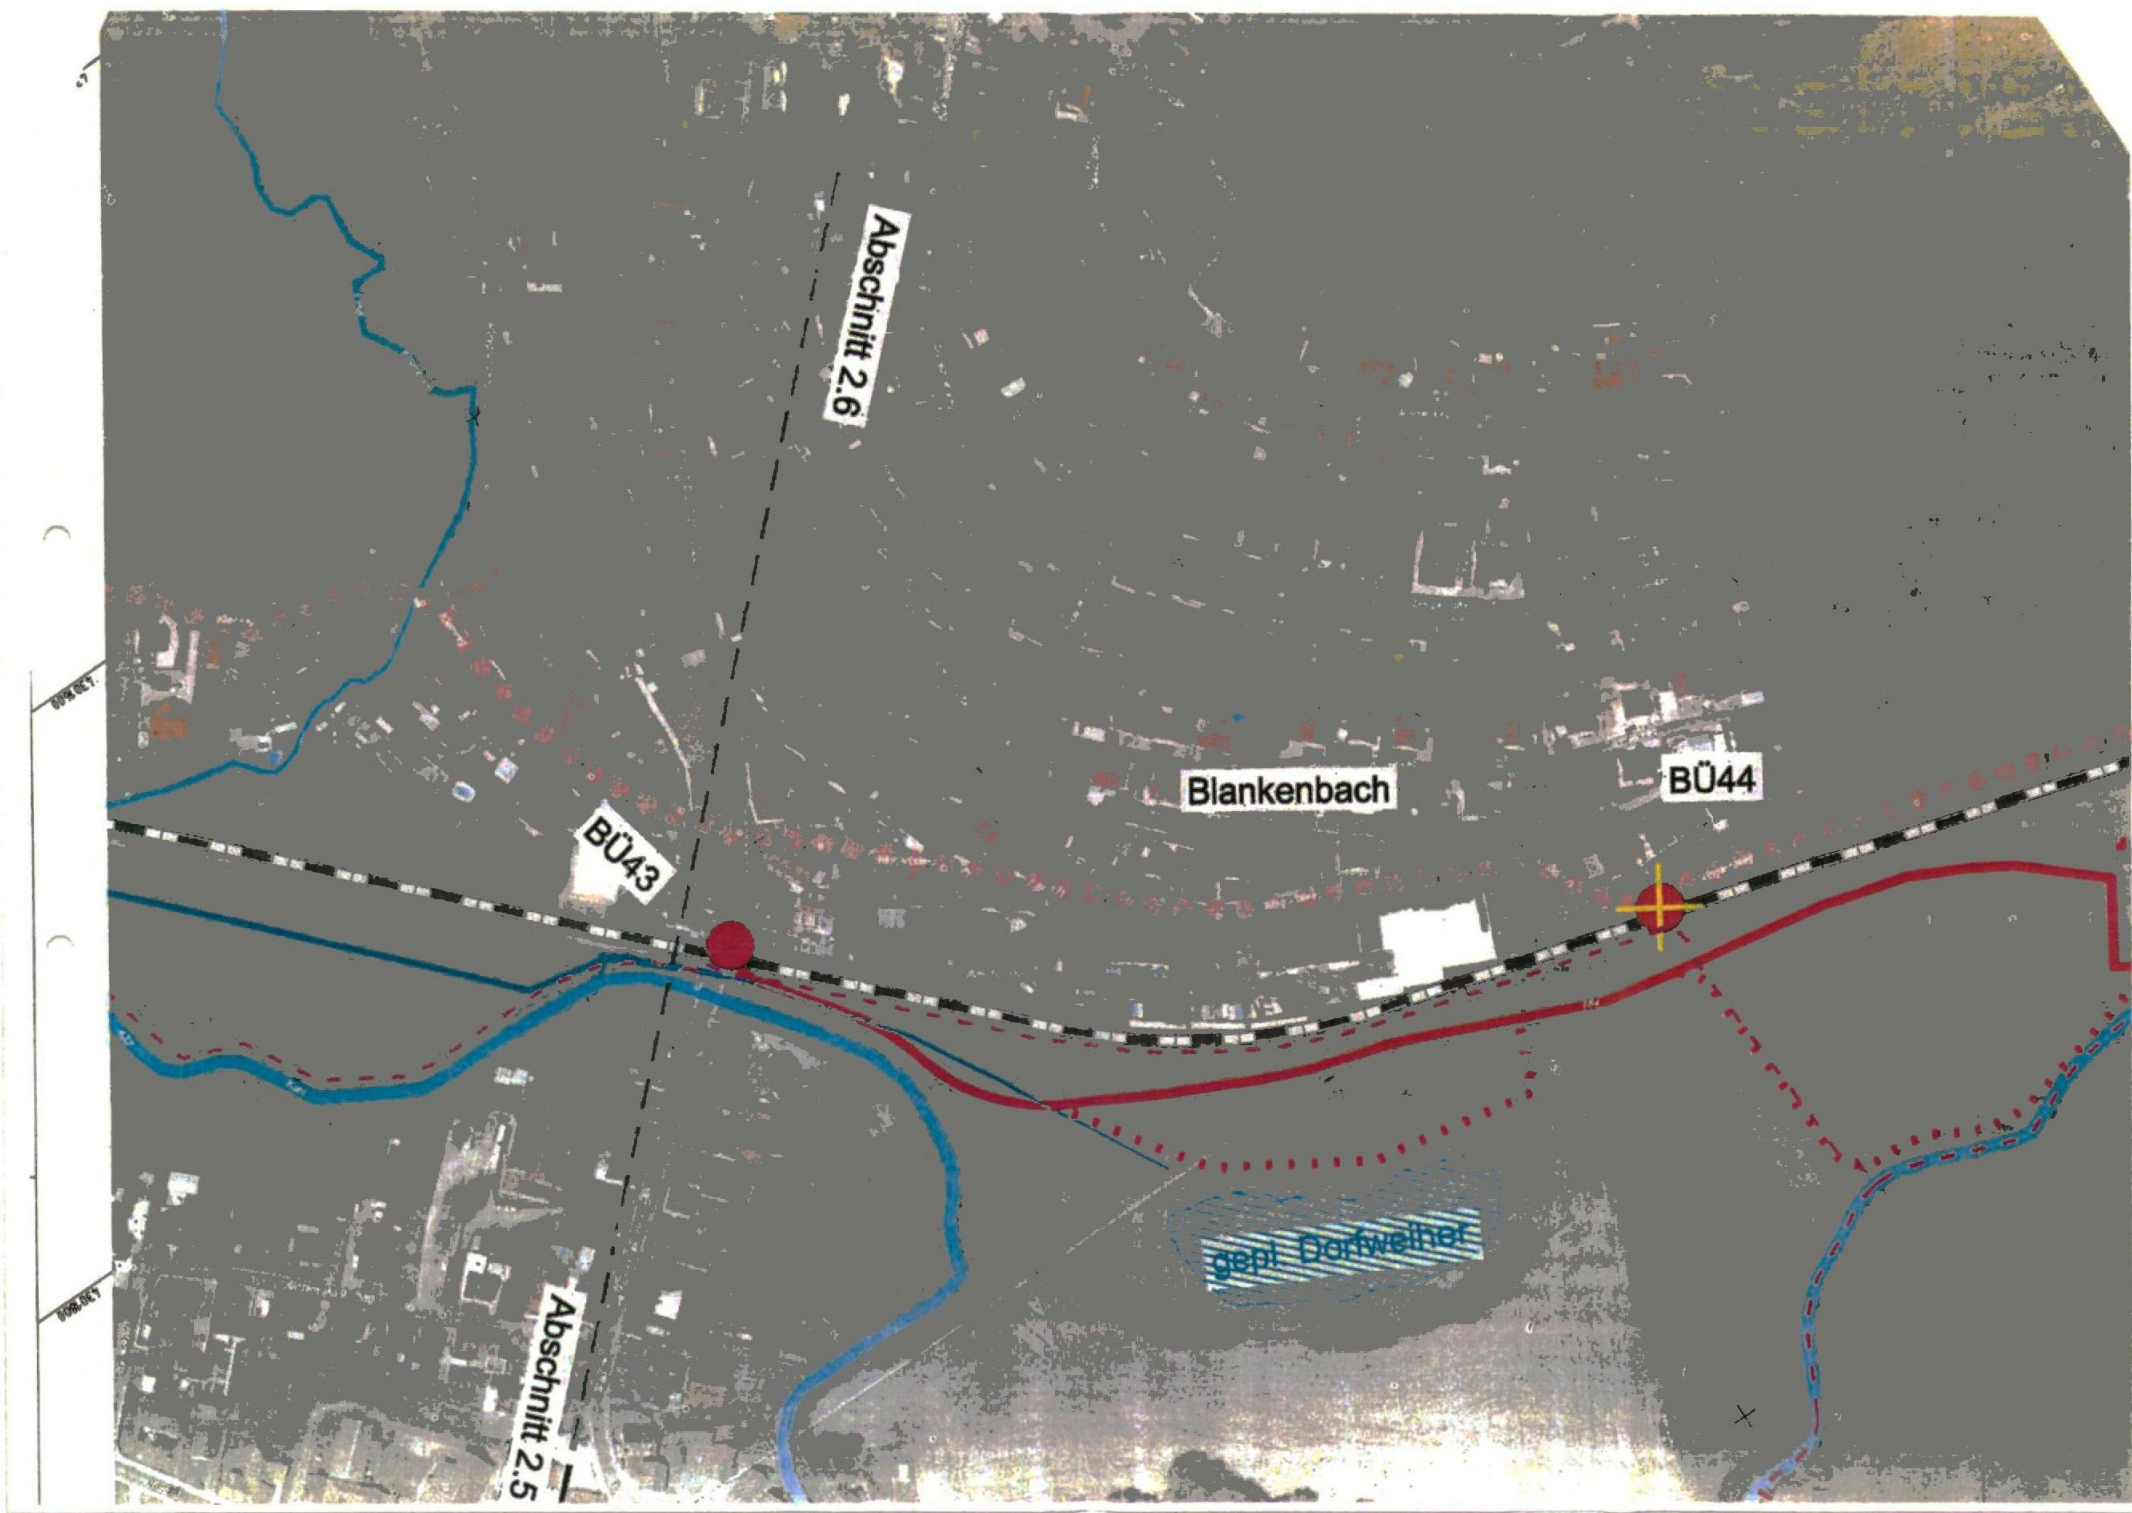 Abschnitt 2.6
Blankenbach
BÜ44
BÜ43
gepl. Dorfweiher
Abschnitt 2.5